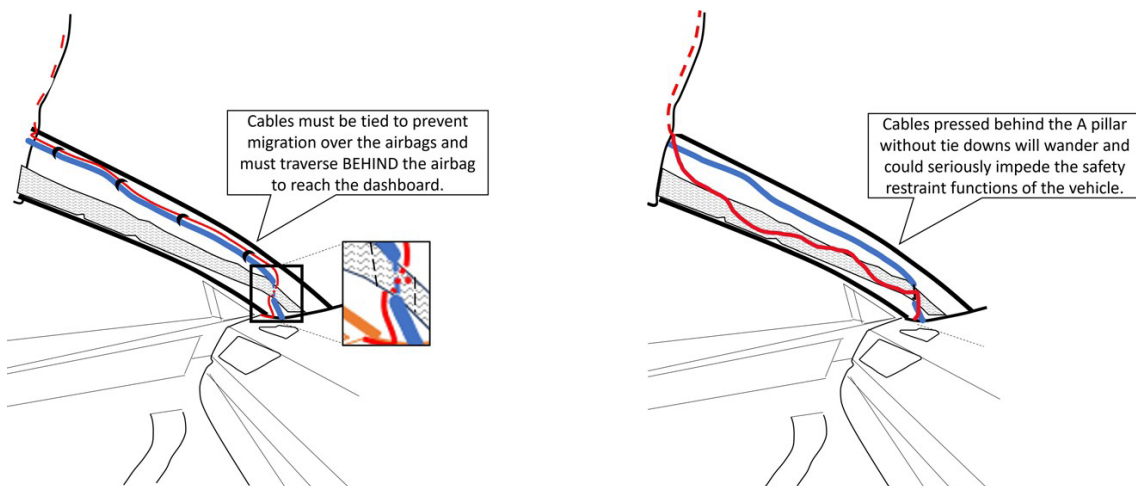 Cables must be tied to prevent
migration over the airbags and
must traverse BEHIND the airbag
to reach the dashboard.
Cables pressed behind the A pillar
without tie downs will wander and
could seriously impede the safety
restraint functions of the vehicle.